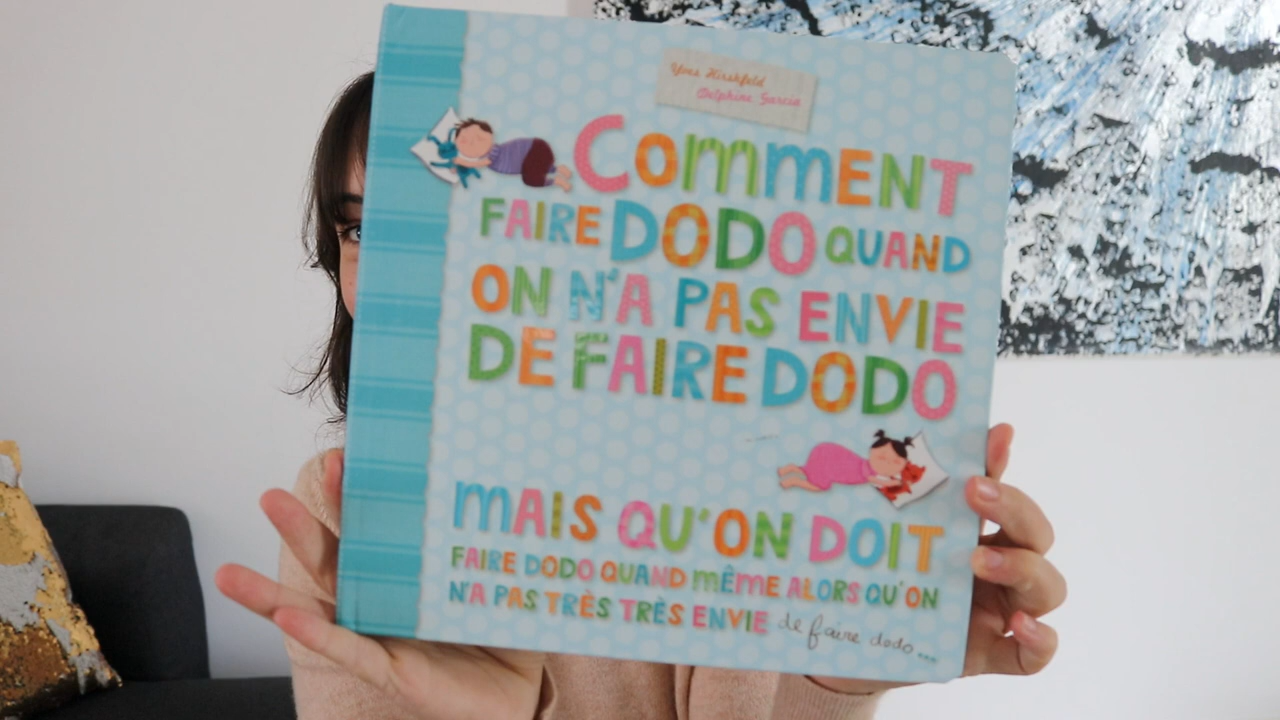 Yves Hirshfeld
Delphine Garcia
COMMENT
FAIRE DODO QUAND
ON N'A PAS ENVIE
DE FAIRE DODO
MAIS QU'ON DOIT
FAIRE DODO QUAND MÊME ALORS QU'ON
N'A PAS TRÈS TRÈS ENVIE de faire dodo...